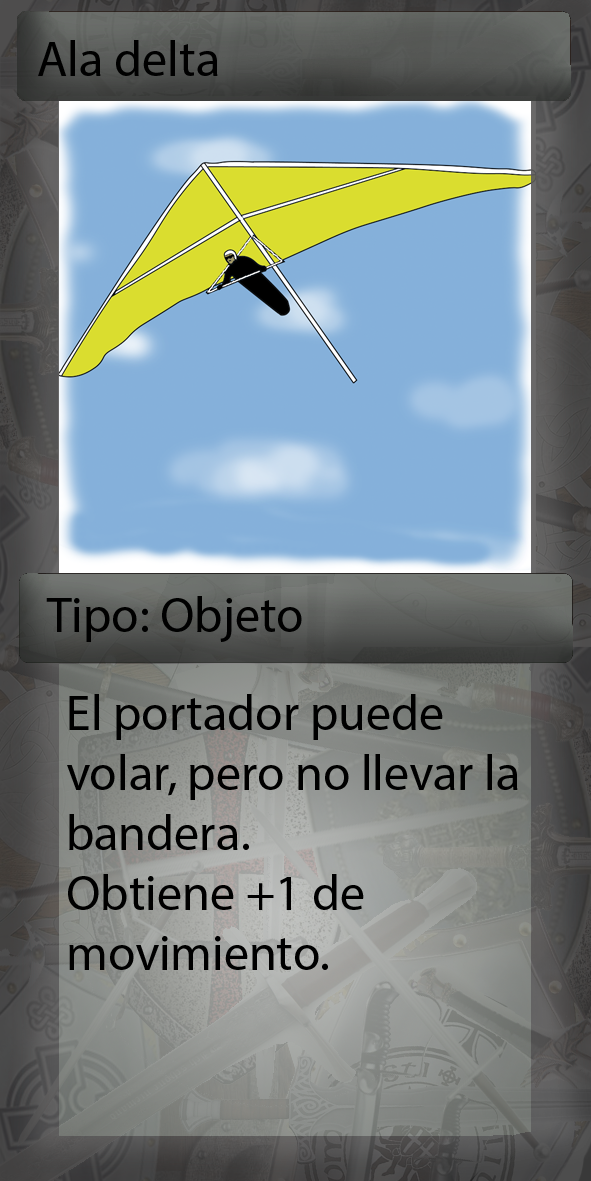 Ala delta
Tipo: Objeto
El portador puede
volar, pero no llevar la
bandera.
Obtiene +1 de
movimiento.